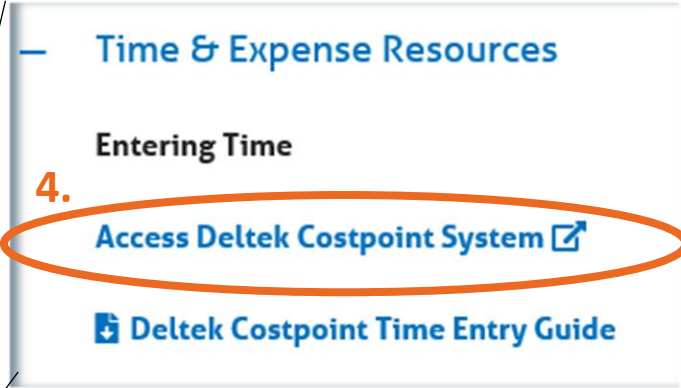 Time & Expense Resources
Entering Time
4.
Access Deltek Costpoint System
Deltek Costpoint Time Entry Guide